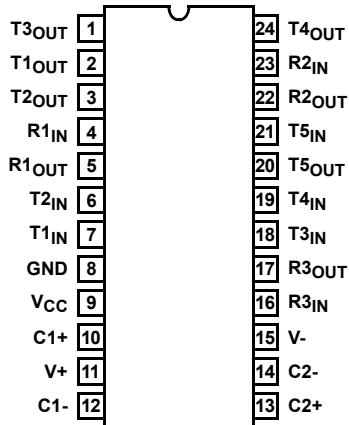 T3OUT 1 24 T4OUT
T1OUT 2 23 R2IN
T2OUT 3 22 R2OUT
R1IN 4 21 T5IN
R1OUT 5 20 T5OUT
T2IN 6 19 T4IN
T1IN 7 18 T3IN
GND 8 17 R3OUT
VCC 9 16 R3IN
C1+ 10 15 V-
V+ 11 14 C2-
C1- 12 13 C2+